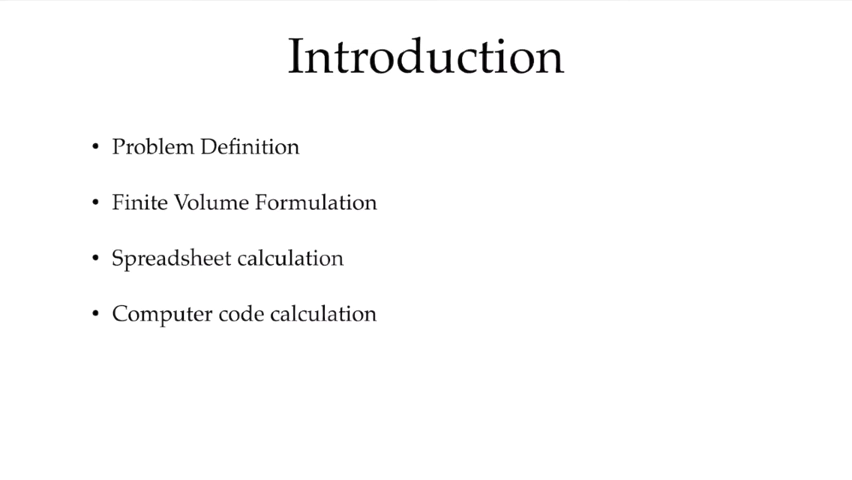 Introduction
• Problem Definition
• Finite Volume Formulation
• Spreadsheet calculation
• Computer code calculation